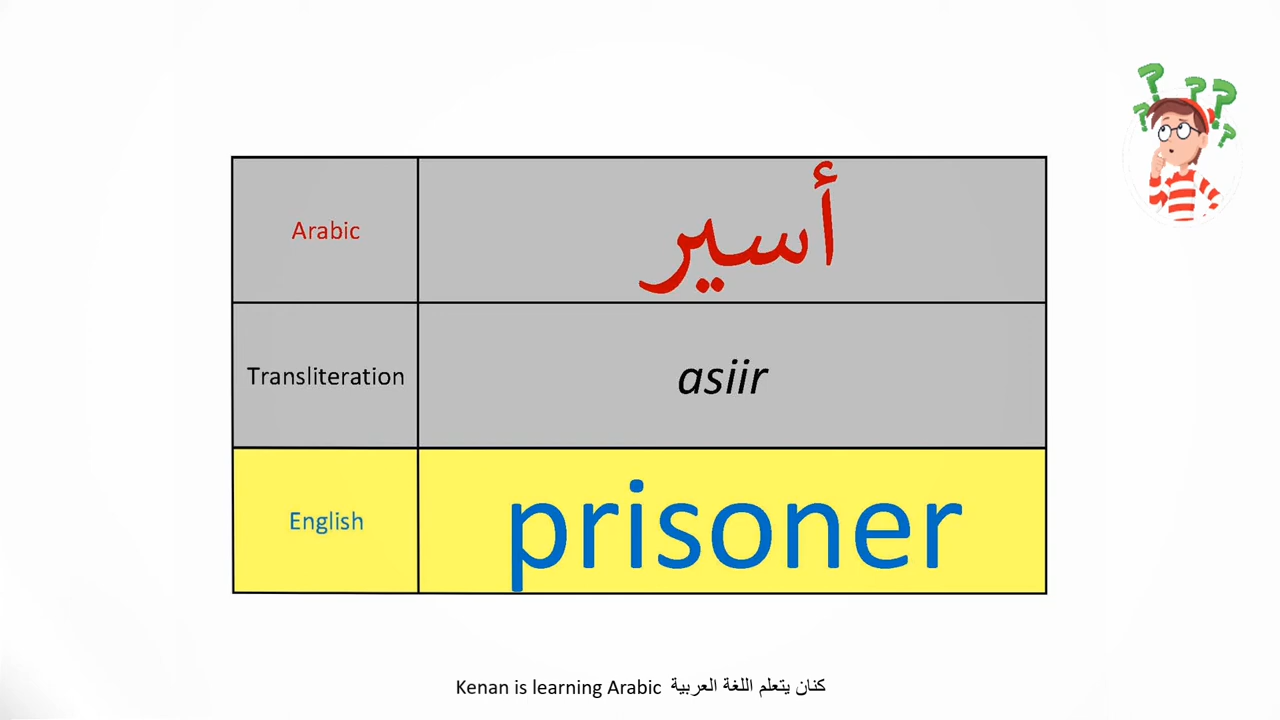 Arabic أسير
Transliteration asiir
English prisoner
Kenan is learning Arabic كنان يتعلم اللغة العربية